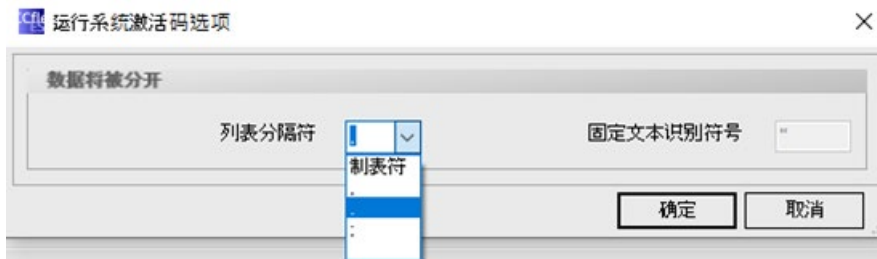 运行系统激活码选项
数据将被分开
列表分隔符
固定文本识别符号 "
制表符
.
:
确定 取消